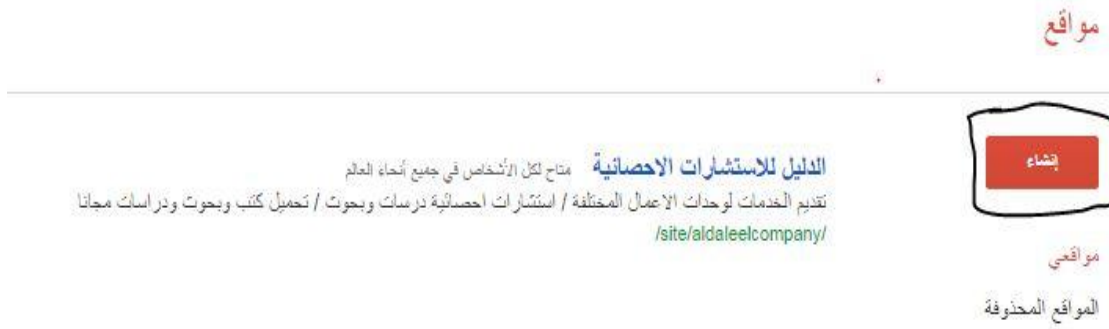 مواقع
إنشاء
الدليل للاستشارات الاحصائية متاح لكل الأشخاص في جميع أنحاء العالم
تقديم الخدمات لوحدات الاعمال المختلفة / استشارات احصائية درسات وبحوث / تحميل كتب وبحوث ودراسات مجانا
/site/aldaleelcompany/
مواقعي
المواقع المحذوفة